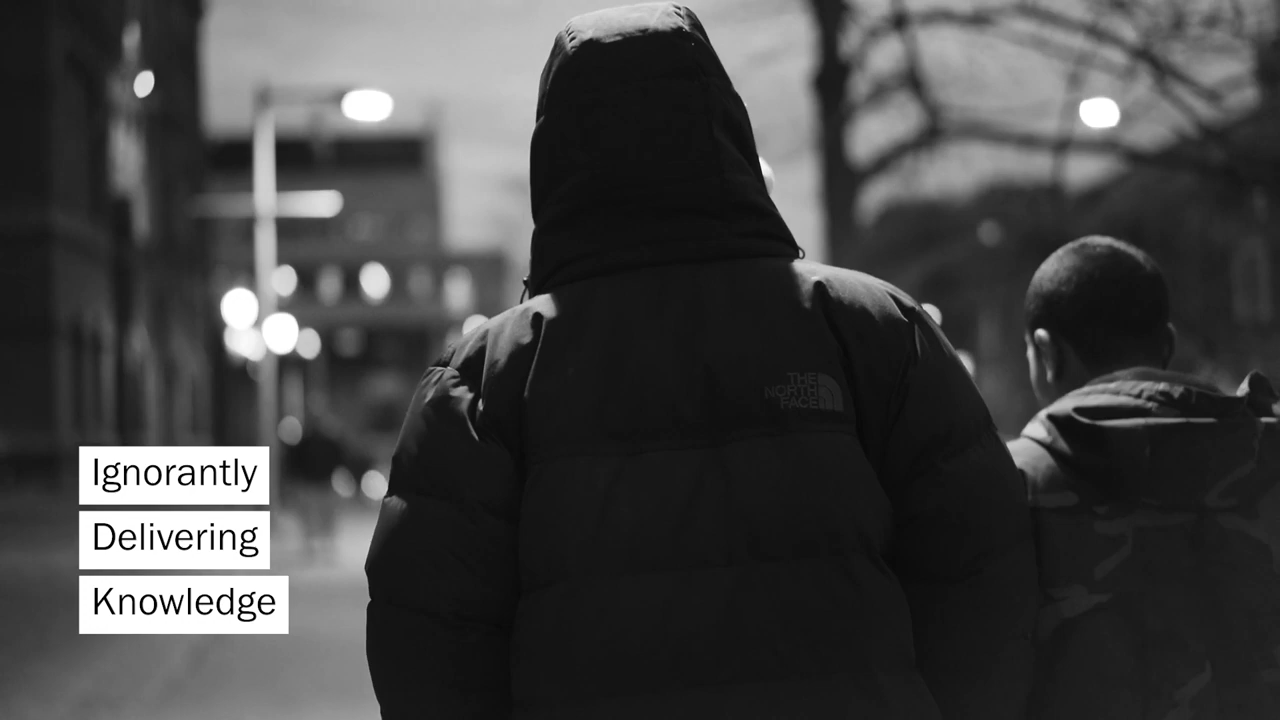 Ignorantly
Delivering
Knowledge
THE
NORTH
FACE